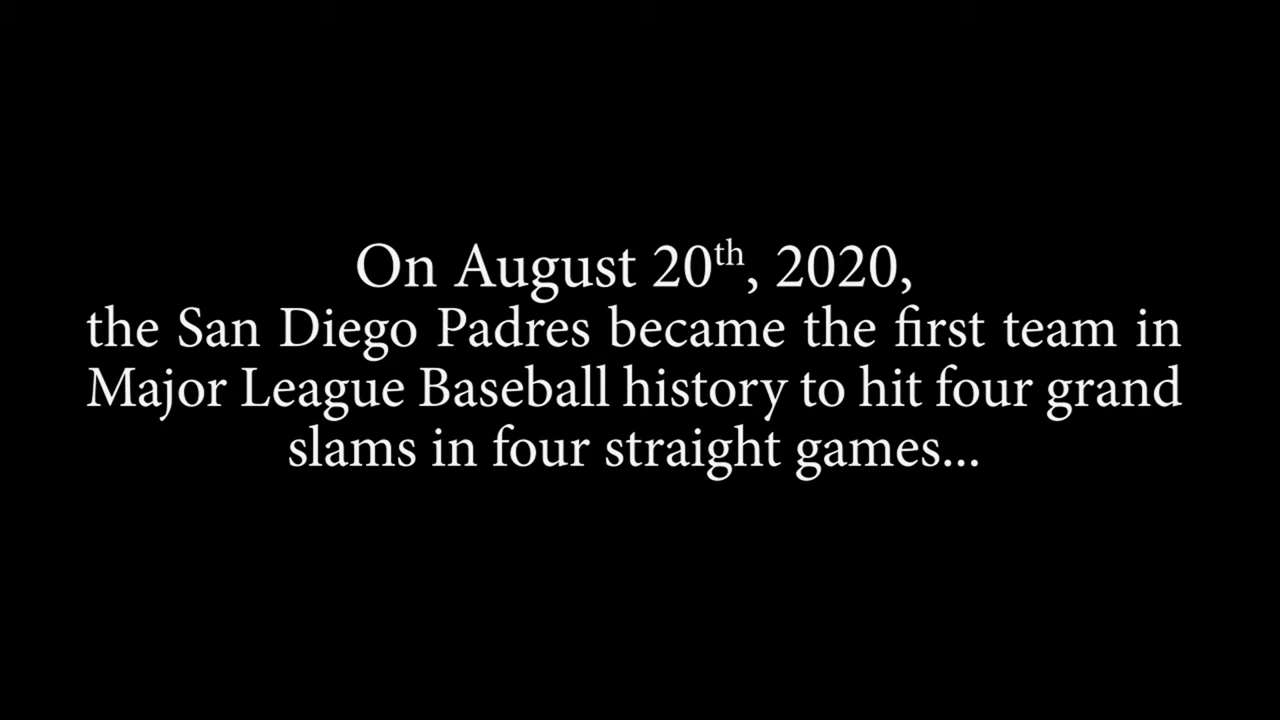 On August 20th, 2020,
the San Diego Padres became the first team in
Major League Baseball history to hit four grand
slams in four straight games...